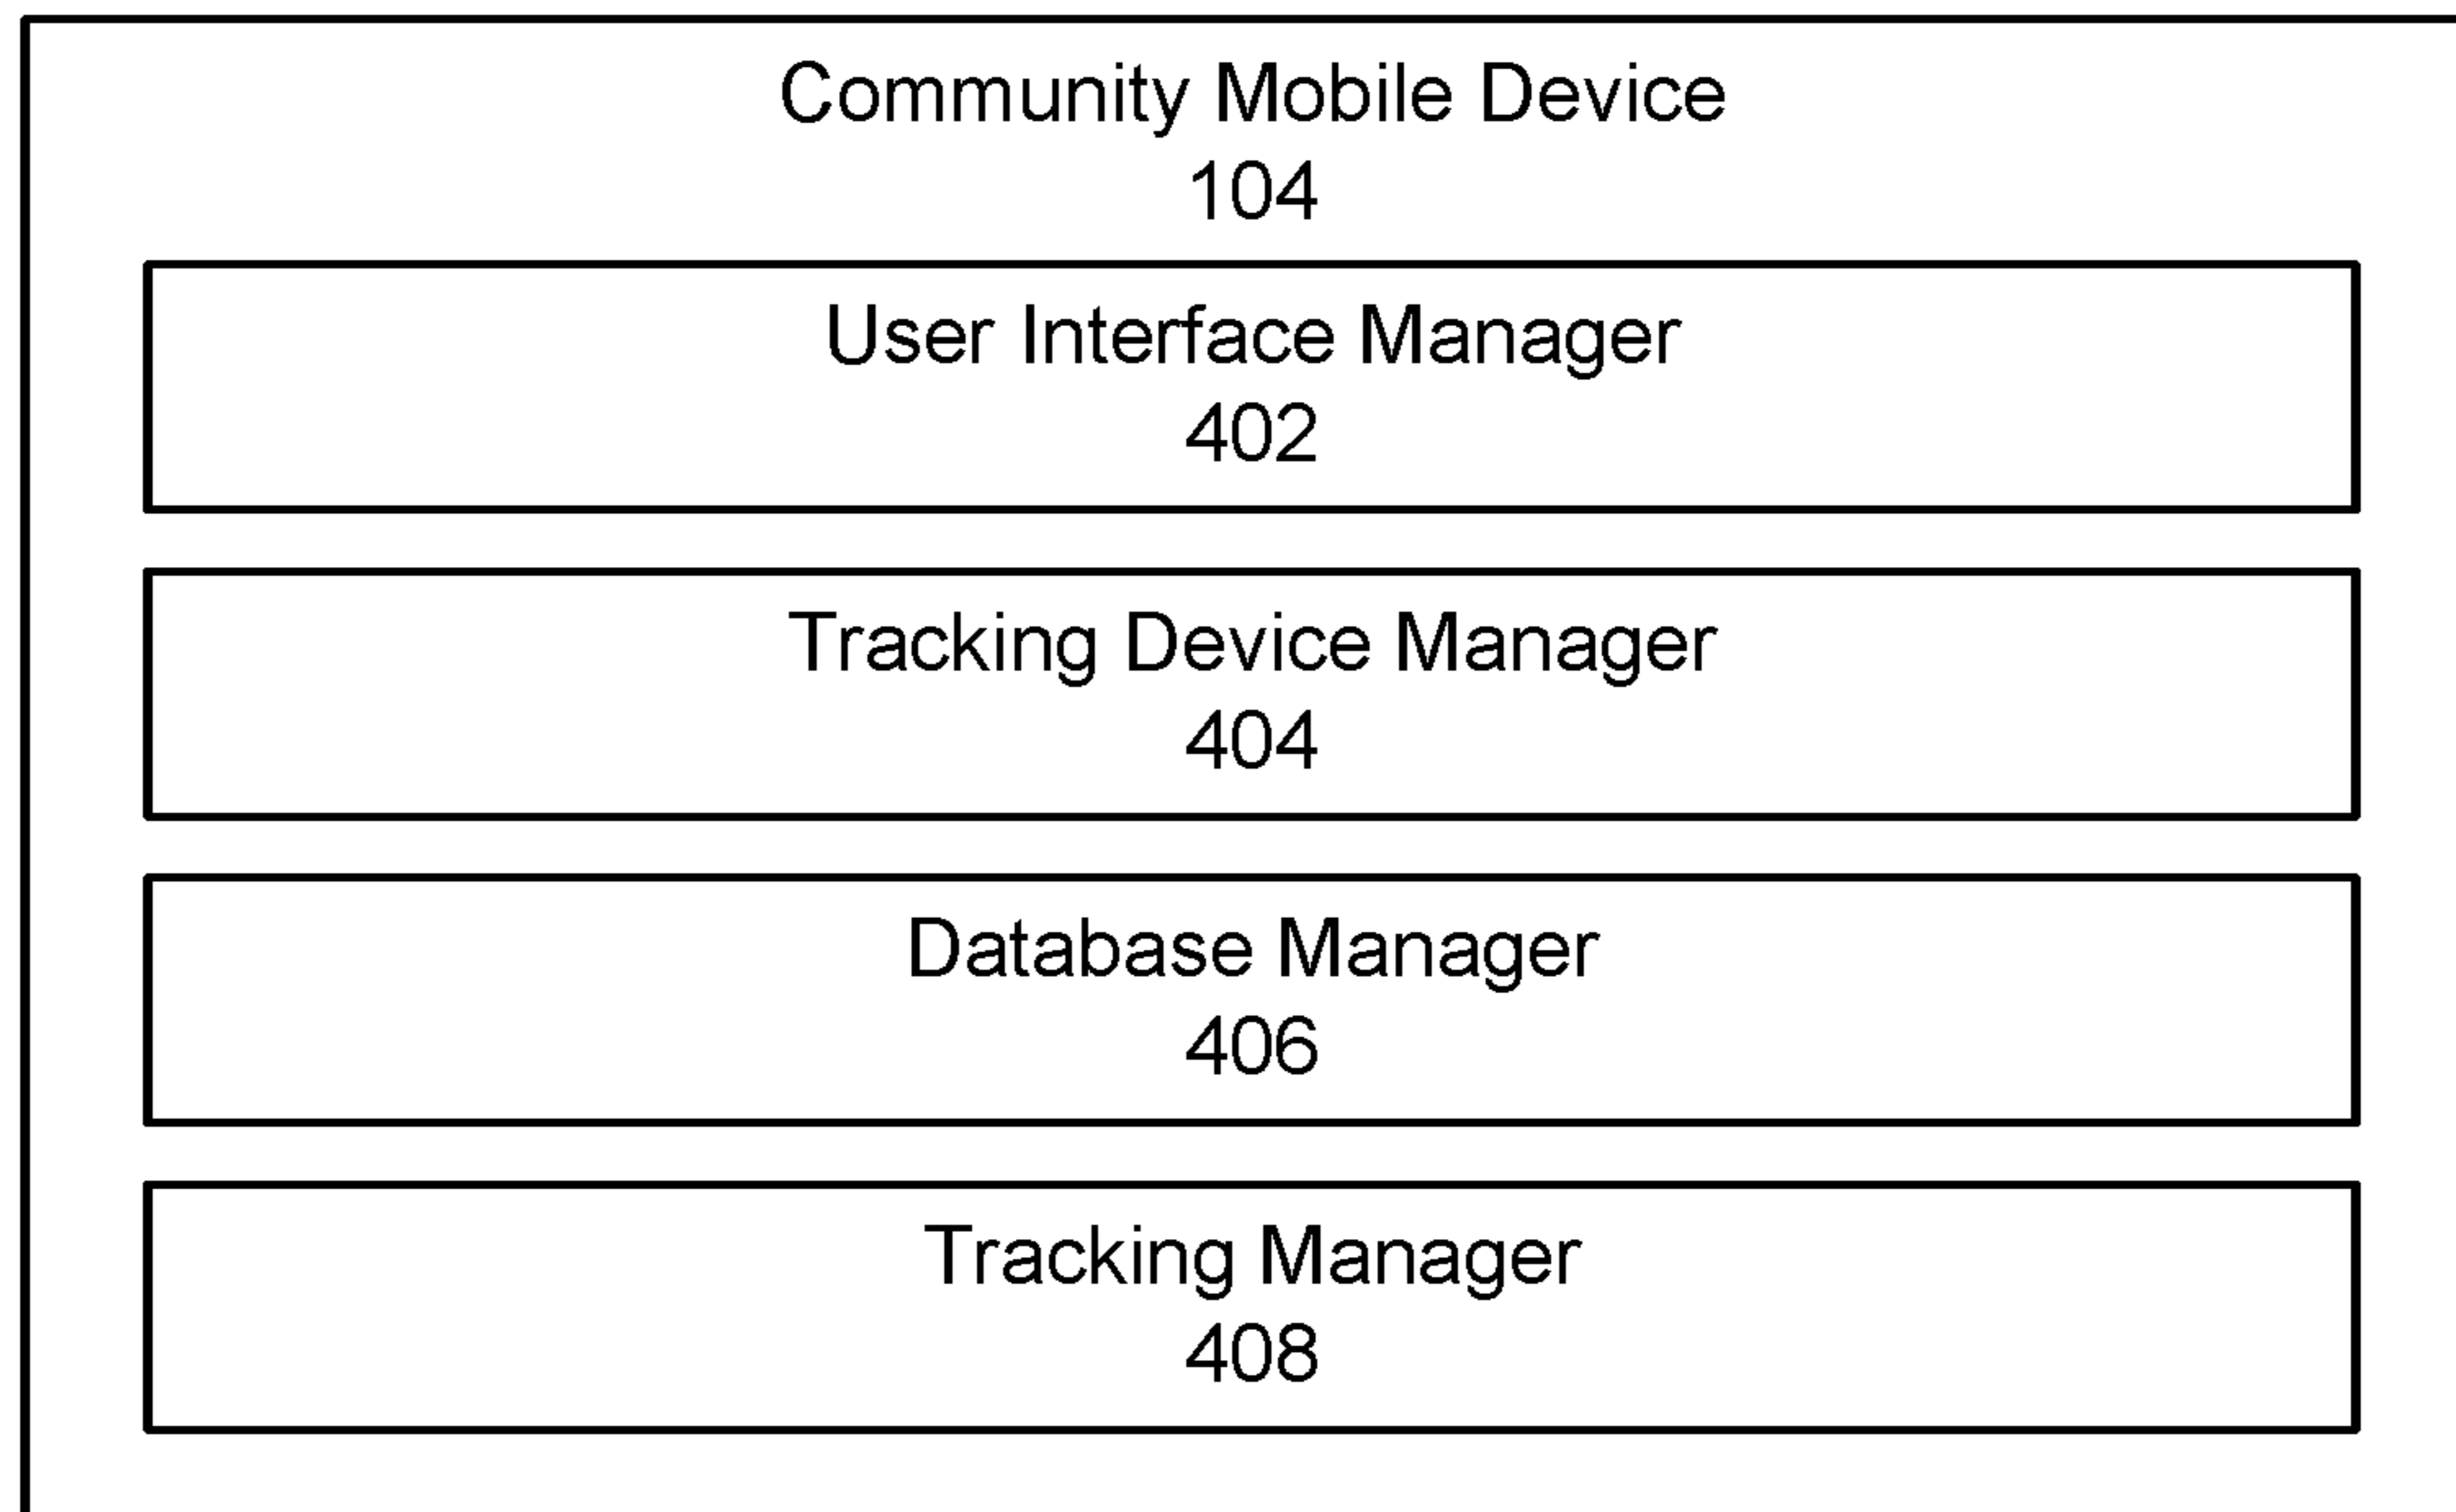 Community Mobile Device
104
User Interface Manager
402
Tracking Device Manager
404
Database Manager
406
Tracking Manager
408